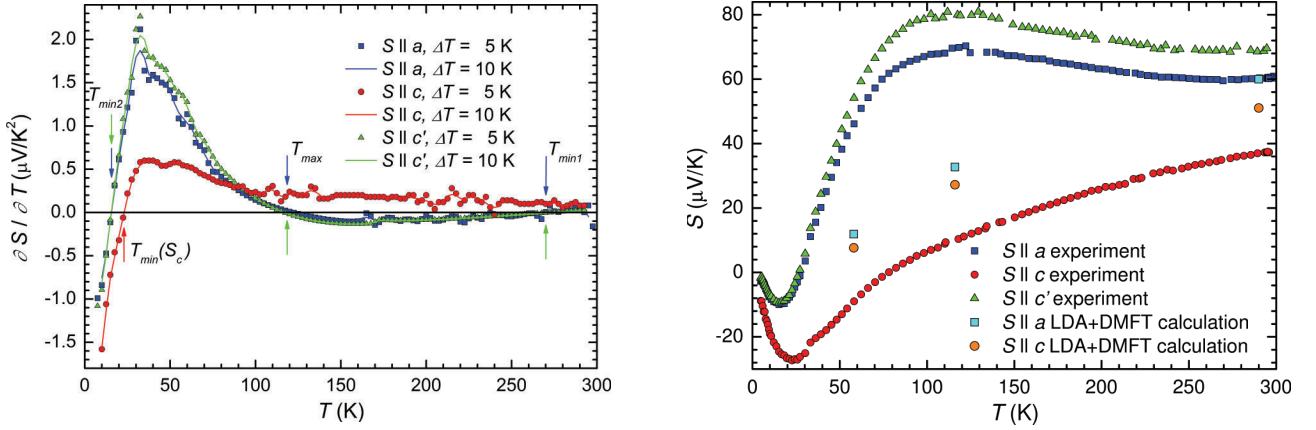 2.0
1.5
1.0
0.5
0.0
-0.5
-1.0
-1.5
∂ S / ∂ T (μV/K²)
0 50 100 150 200 250 300
T (K)
S || a, ΔT = 5 K
S || a, ΔT = 10 K
S || c, ΔT = 5 K
S || c, ΔT = 10 K
S || c', ΔT = 5 K
S || c', ΔT = 10 K
T_min2
T_max
T_min1
T_min(S_c)
80
60
40
20
0
-20
S (μV/K)
0 50 100 150 200 250 300
T (K)
S || a experiment
S || c experiment
S || c' experiment
S || a LDA+DMFT calculation
S || c LDA+DMFT calculation